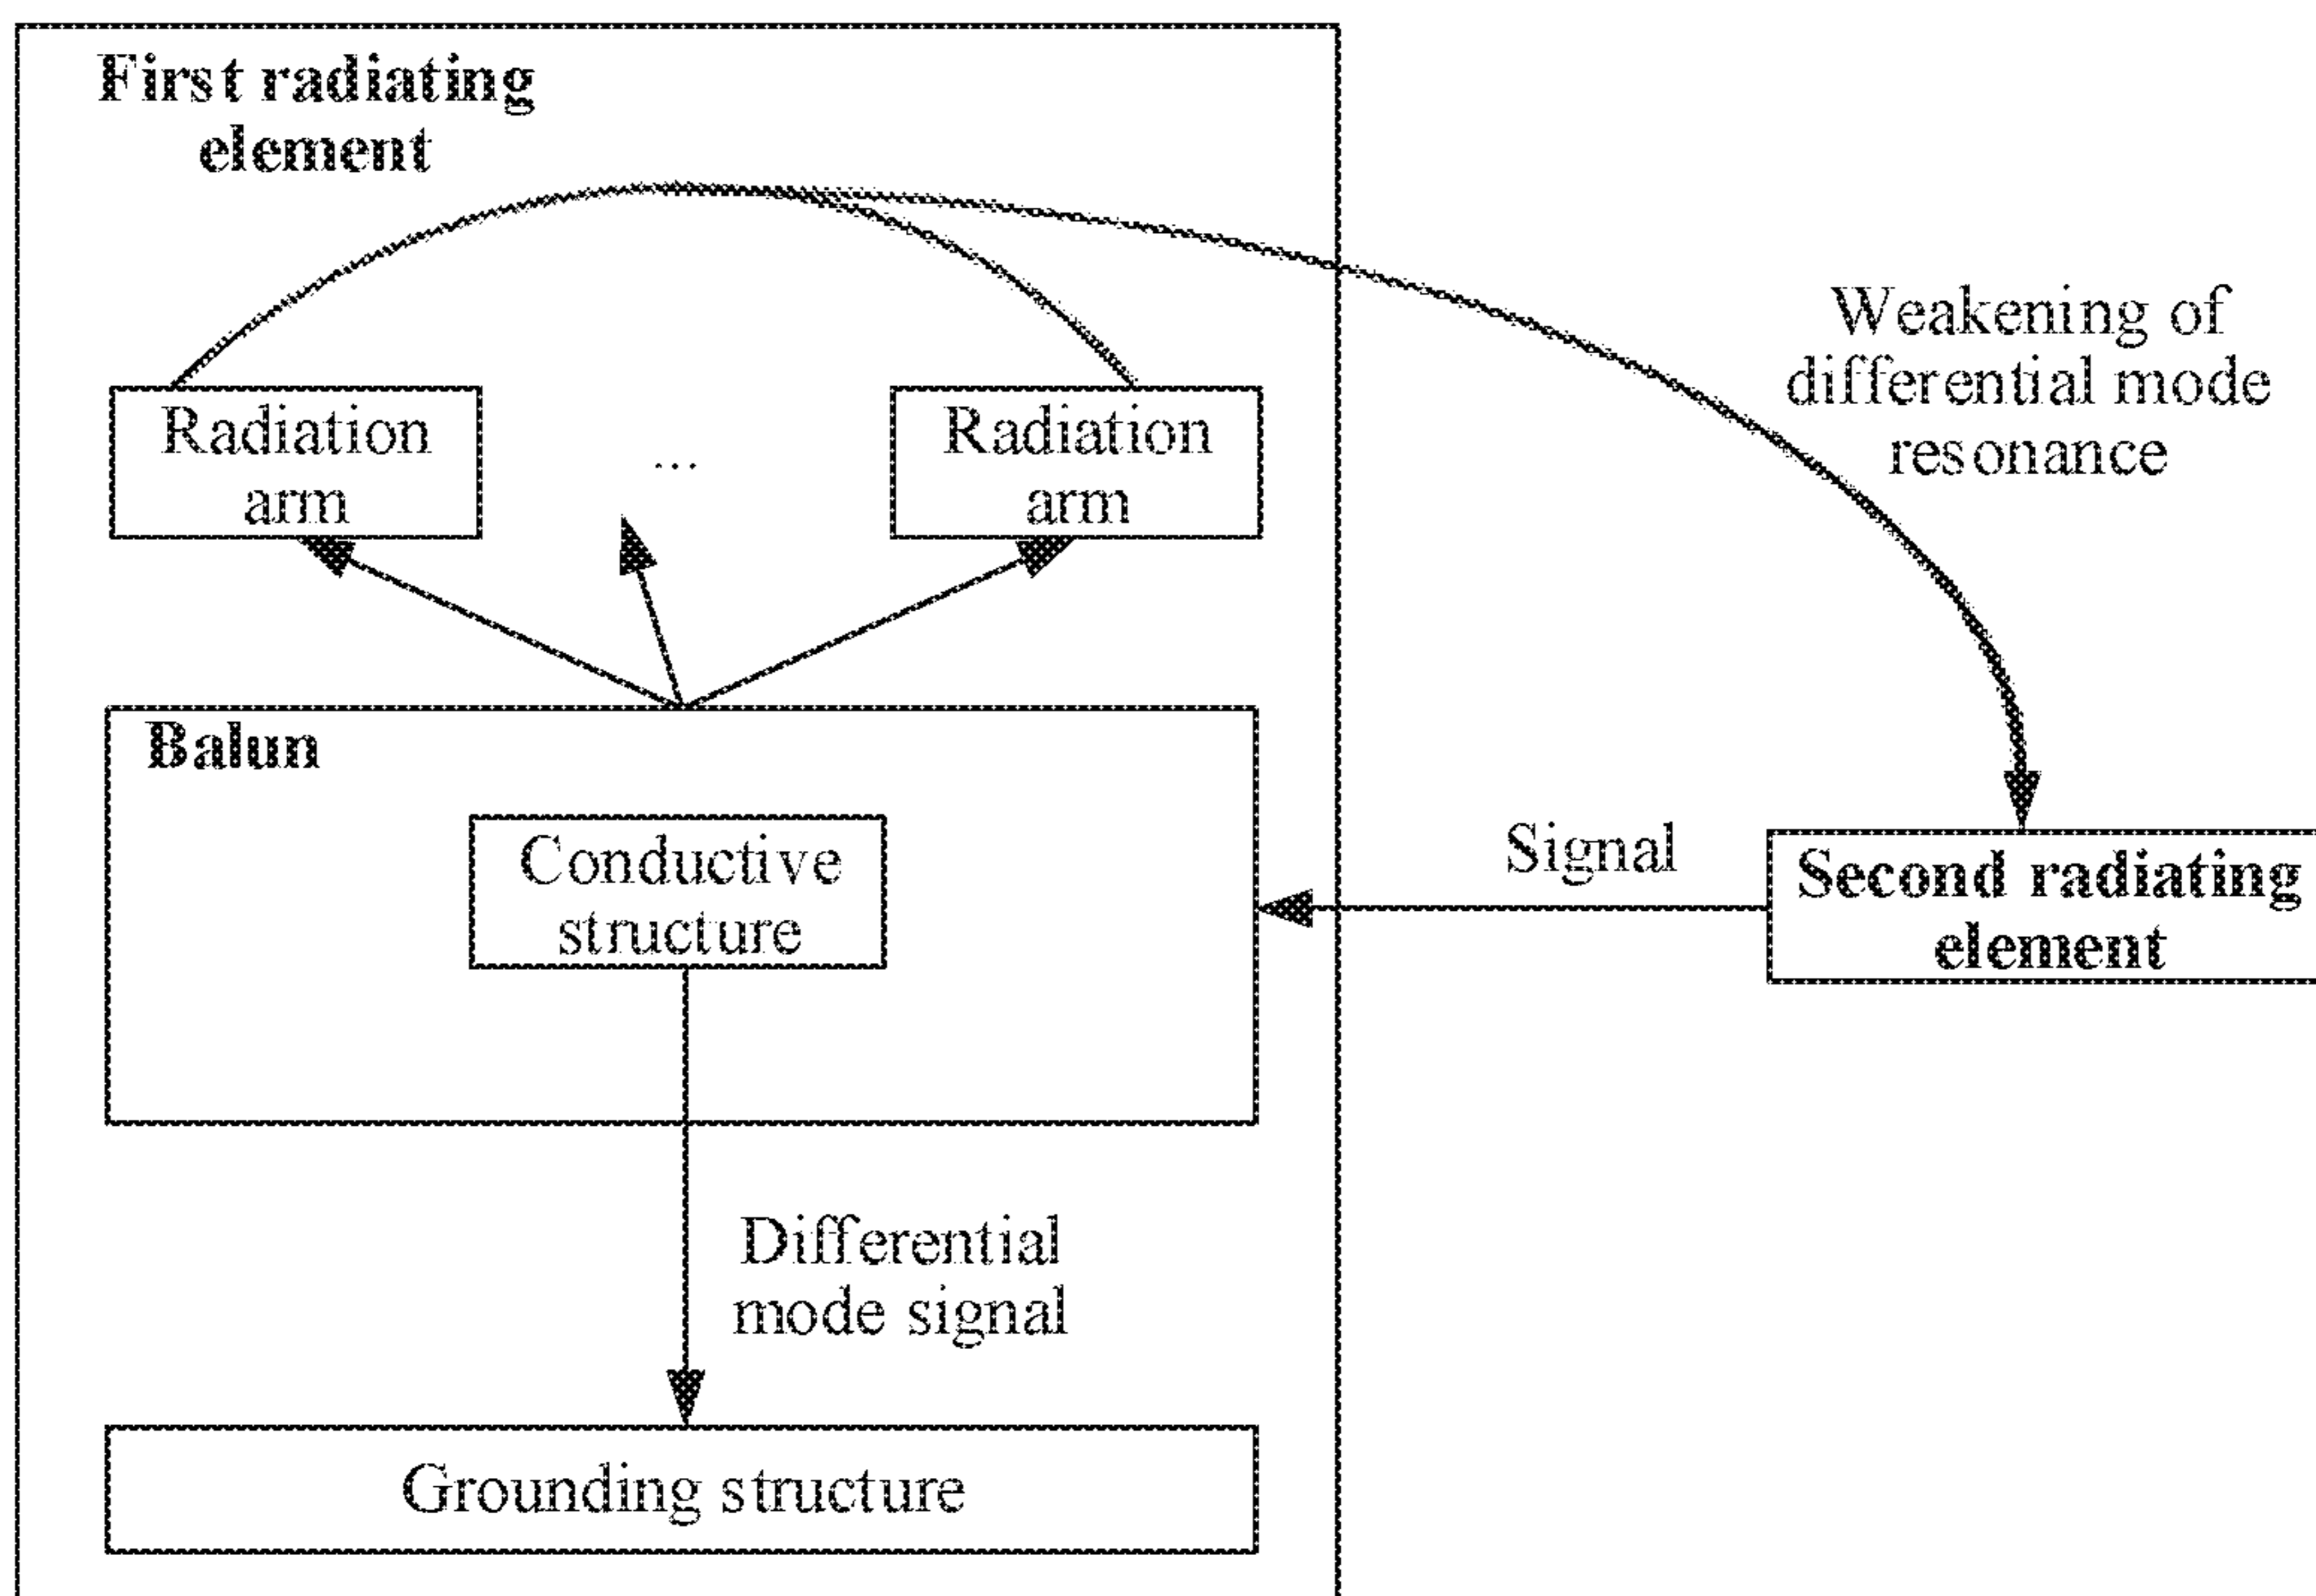 First radiating
element
Weakening of
differential mode
resonance
Radiation
arm
...
Radiation
arm
Balun
Conductive
structure
Signal
Second radiating
element
Differential
mode signal
Grounding structure